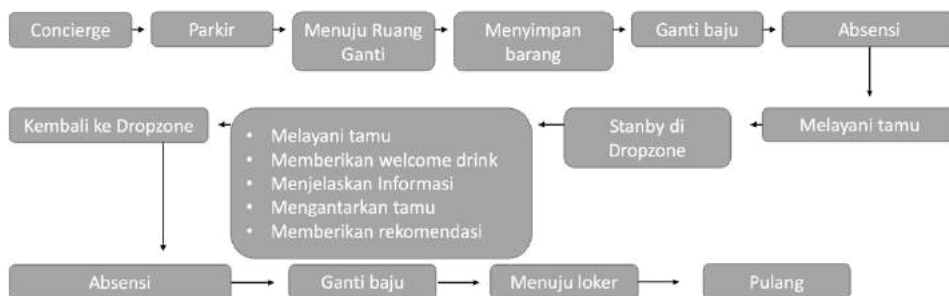 Concierge
Parkir
Menuju Ruang
Ganti
Menyimpan
barang
Ganti baju
Absensi
Melayani tamu
Stanby di
Dropzone
• Melayani tamu
• Memberikan welcome drink
• Menjelaskan Informasi
• Mengantarkan tamu
• Memberikan rekomendasi
Kembali ke Dropzone
Absensi
Ganti baju
Menuju loker
Pulang